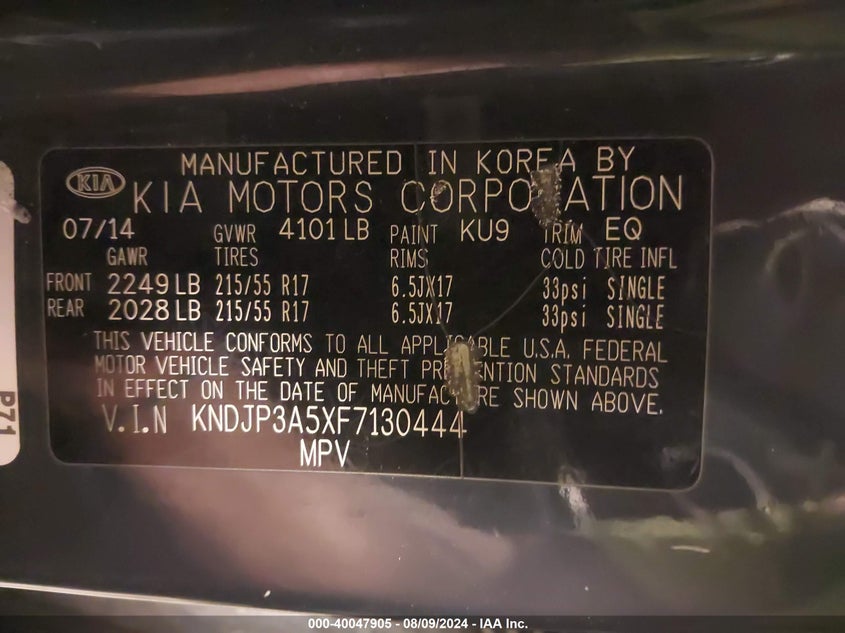 MANUFACTURED IN KOREA BY
KIA KIA MOTORS CORPORATION
07/14 GVWR 4101 LB PAINT KU9 TRIM EQ
GAWR TIRES RIMS COLD TIRE INFL
FRONT 2249 LB 215/55 R17 6.5JX17 33psi SINGLE
REAR 2028 LB 215/55 R17 6.5JX17 33psi SINGLE
THIS VEHICLE CONFORMS TO ALL APPLICABLE U.S.A. FEDERAL
MOTOR VEHICLE SAFETY AND THEFT PREVENTION STANDARDS
IN EFFECT ON THE DATE OF MANUFACTURE SHOWN ABOVE.
V.I.N KNDJP3A5XF7130444
MPV
P71
000-40047905 - 08/09/2024 - IAA Inc.